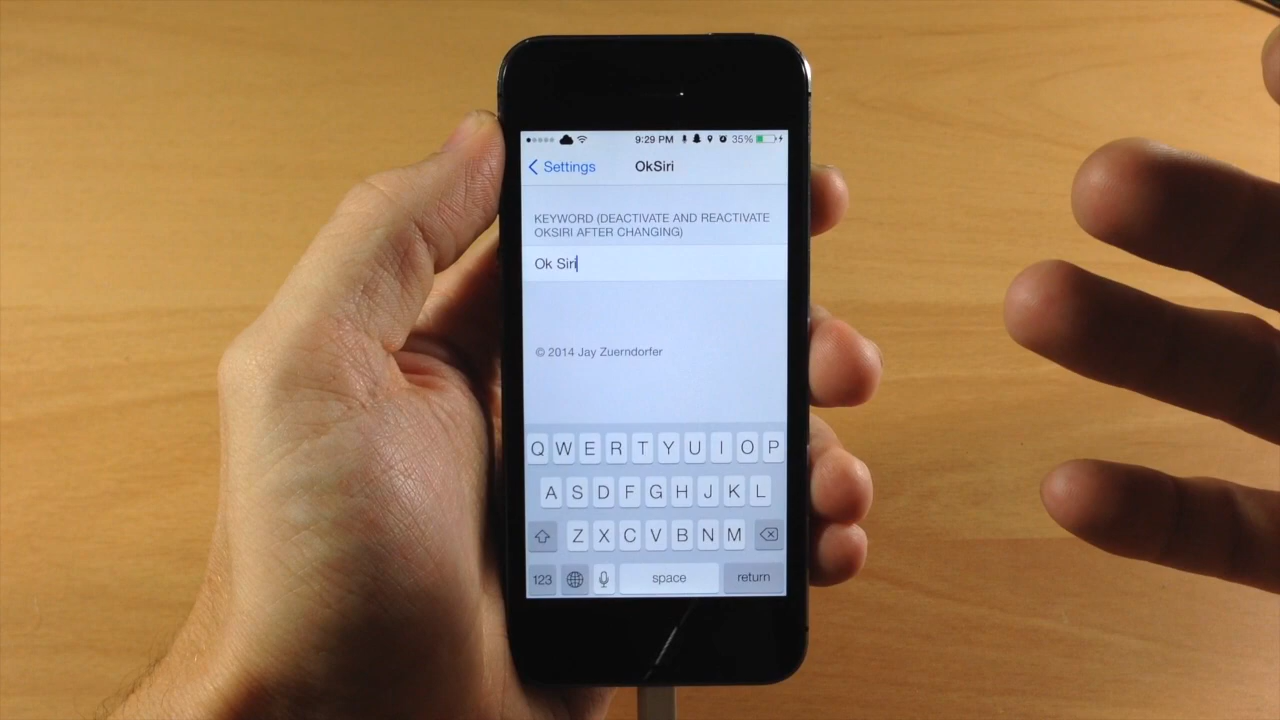 9:29 PM 35%
Settings OkSiri
KEYWORD (DEACTIVATE AND REACTIVATE
OKSIRI AFTER CHANGING)
Ok Siri
© 2014 Jay Zuerndorfer
Q W E R T Y U I O P
A S D F G H J K L
Z X C V B N M
123 space return